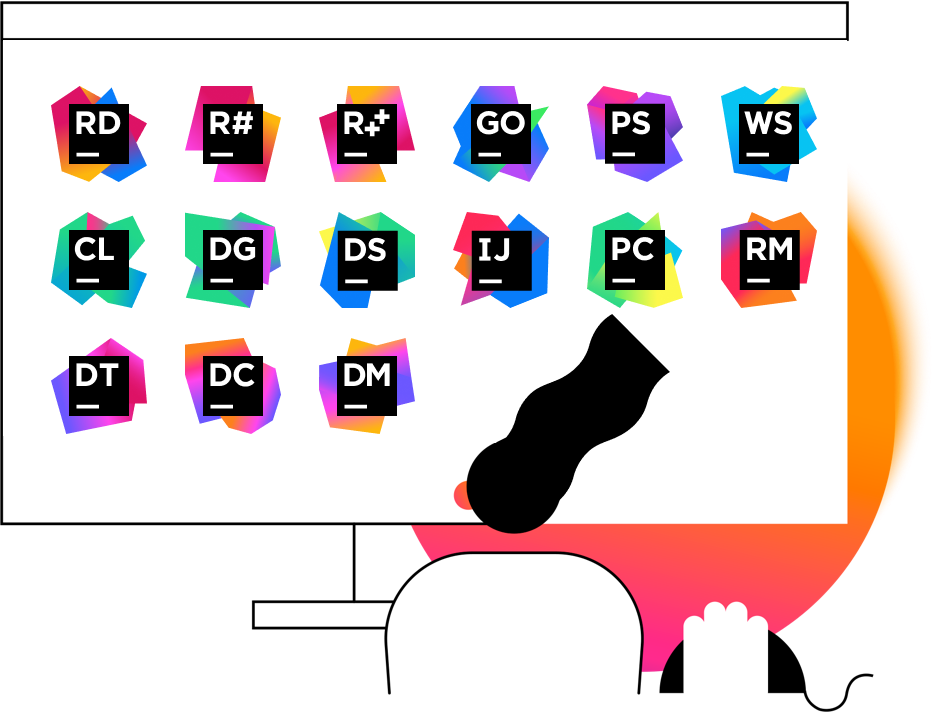 RD R# R++ GO PS WS
CL DG DS IJ PC RM
DT DC DM